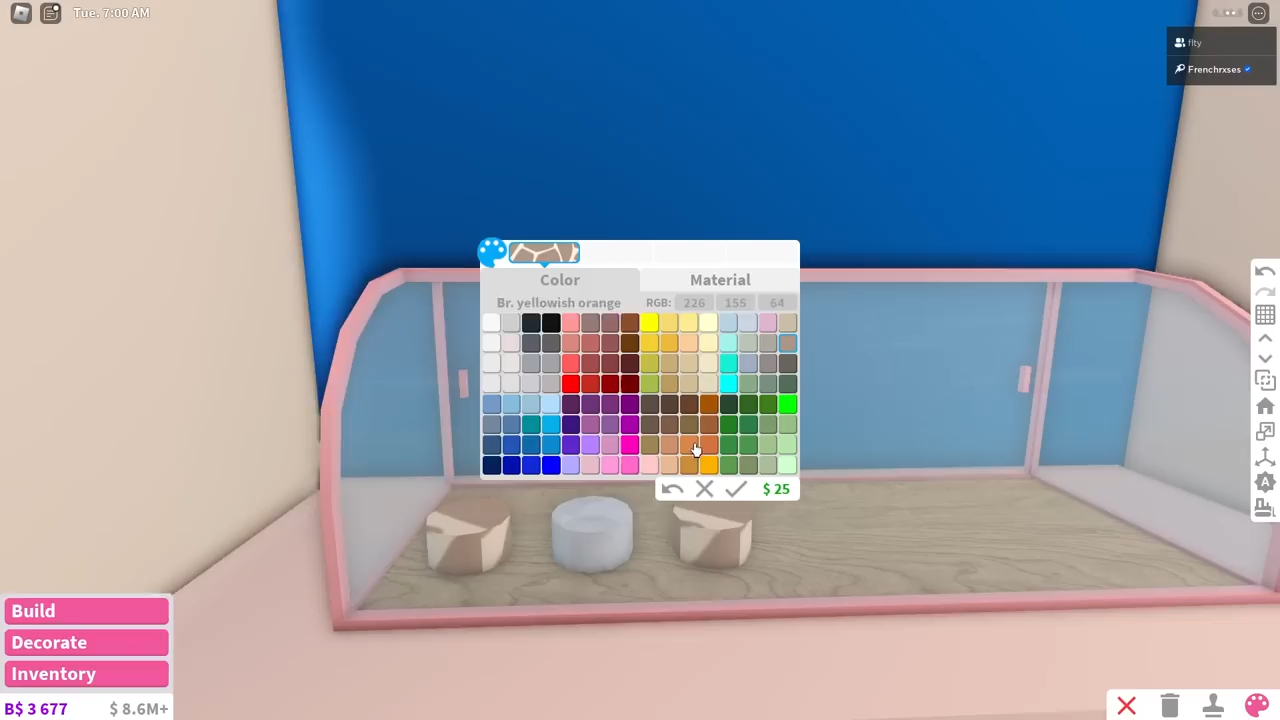 Tue. 7:00 AM
flty
Frenchrxses
Color
Material
Br. yellowish orange
RGB: 226 155 64
$ 25
Build
Decorate
Inventory
B$ 3 677
$ 8.6M+